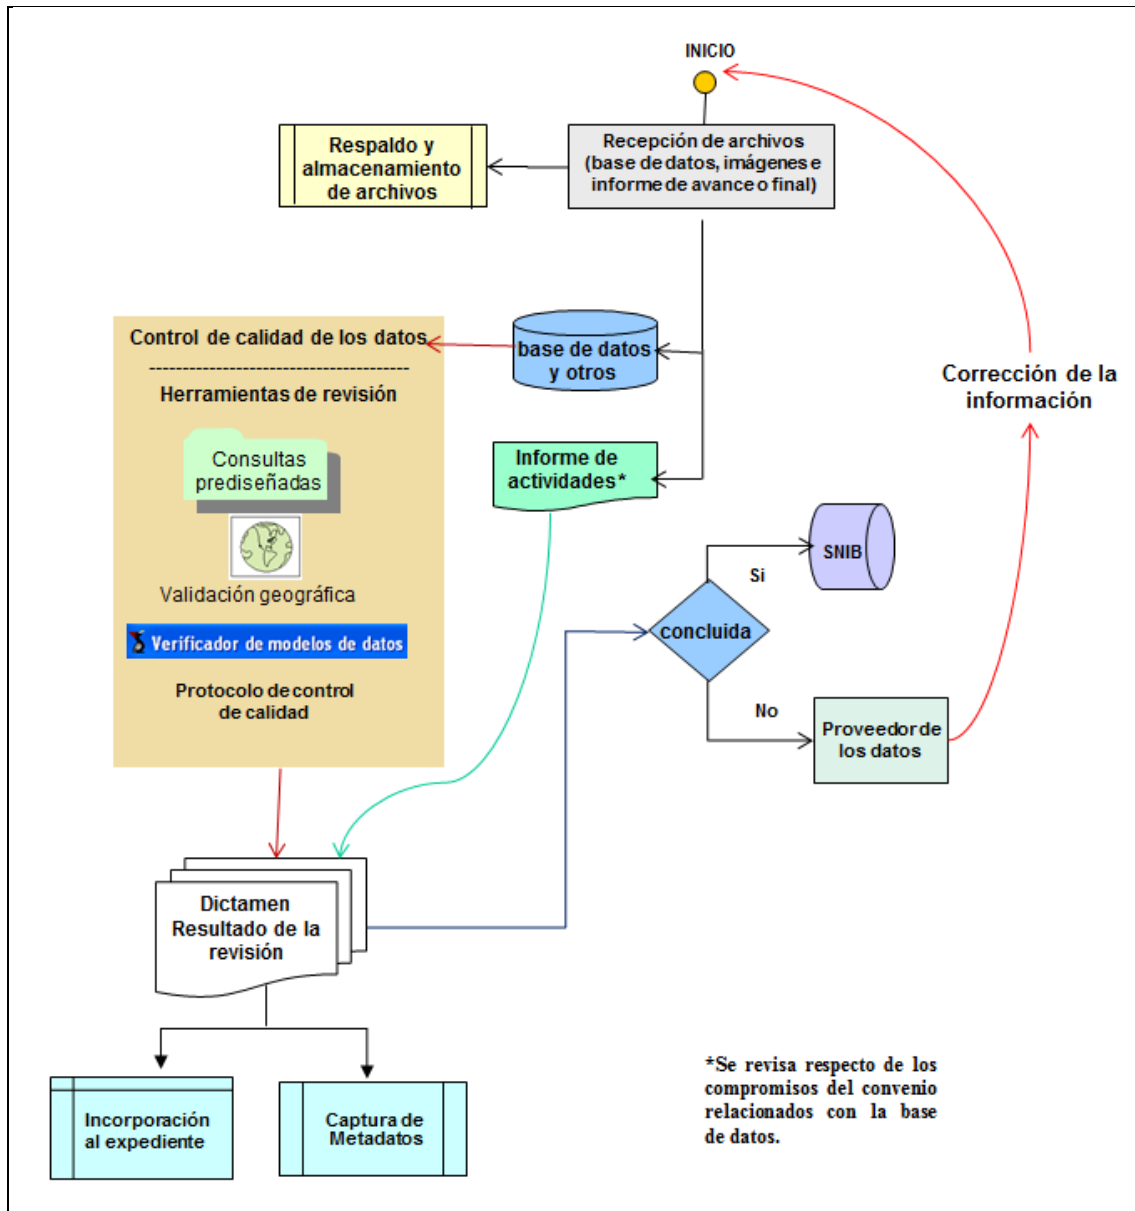 INICIO
Recepción de archivos
(base de datos, imágenes e
informe de avance o final)
Respaldo y
almacenamiento
de archivos
base de datos
y otros
Control de calidad de los datos
---------------------------------------
Herramientas de revisión
Consultas
prediseñadas
Validación geográfica
Verificador de modelos de datos
Protocolo de control
de calidad
Informe de
actividades*
Corrección de la
información
SNIB
Si
concluida
No
Proveedor de
los datos
Dictamen
Resultado de la
revisión
Incorporación
al expediente
Captura de
Metadatos
*Se revisa respecto de los
compromisos del convenio
relacionados con la base
de datos.